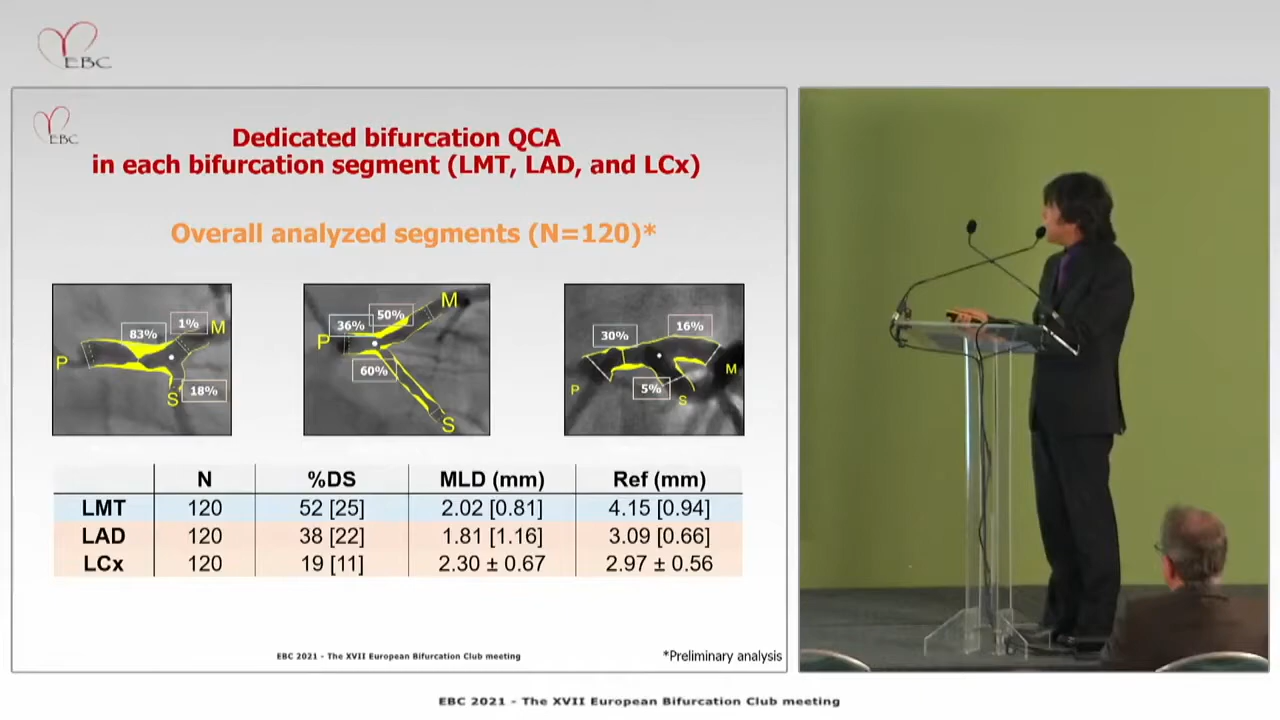 EBC
EBC
Dedicated bifurcation QCA
in each bifurcation segment (LMT, LAD, and LCx)
Overall analyzed segments (N=120)*
83%
1%
M
P
S
18%
50%
M
36%
P
60%
S
30%
16%
P
5%
S
M
N %DS MLD (mm) Ref (mm)
LMT 120 52 [25] 2.02 [0.81] 4.15 [0.94]
LAD 120 38 [22] 1.81 [1.16] 3.09 [0.66]
LCx 120 19 [11] 2.30 ± 0.67 2.97 ± 0.56
EBC 2021 - The XVII European Bifurcation Club meeting
*Preliminary analysis
EBC 2021 - The XVII European Bifurcation Club meeting